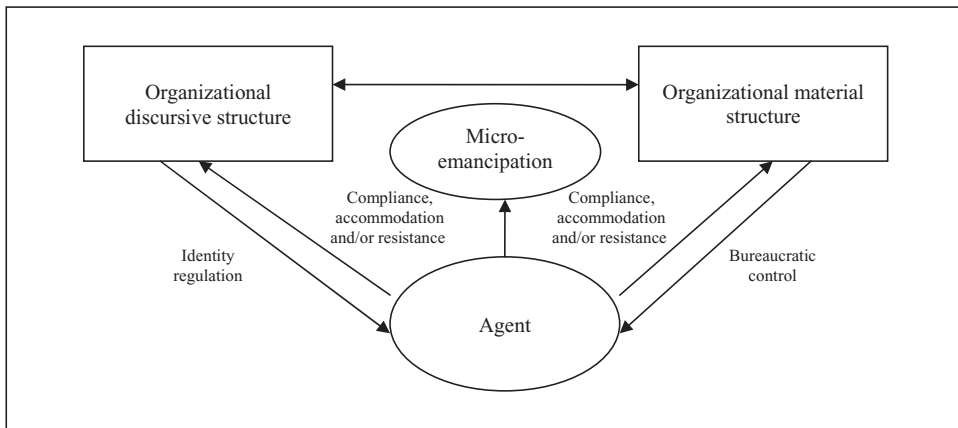 Organizational
discursive structure
Organizational material
structure
Micro-
emancipation
Compliance,
accommodation
and/or resistance
Compliance,
accommodation
and/or resistance
Identity
regulation
Bureaucratic
control
Agent